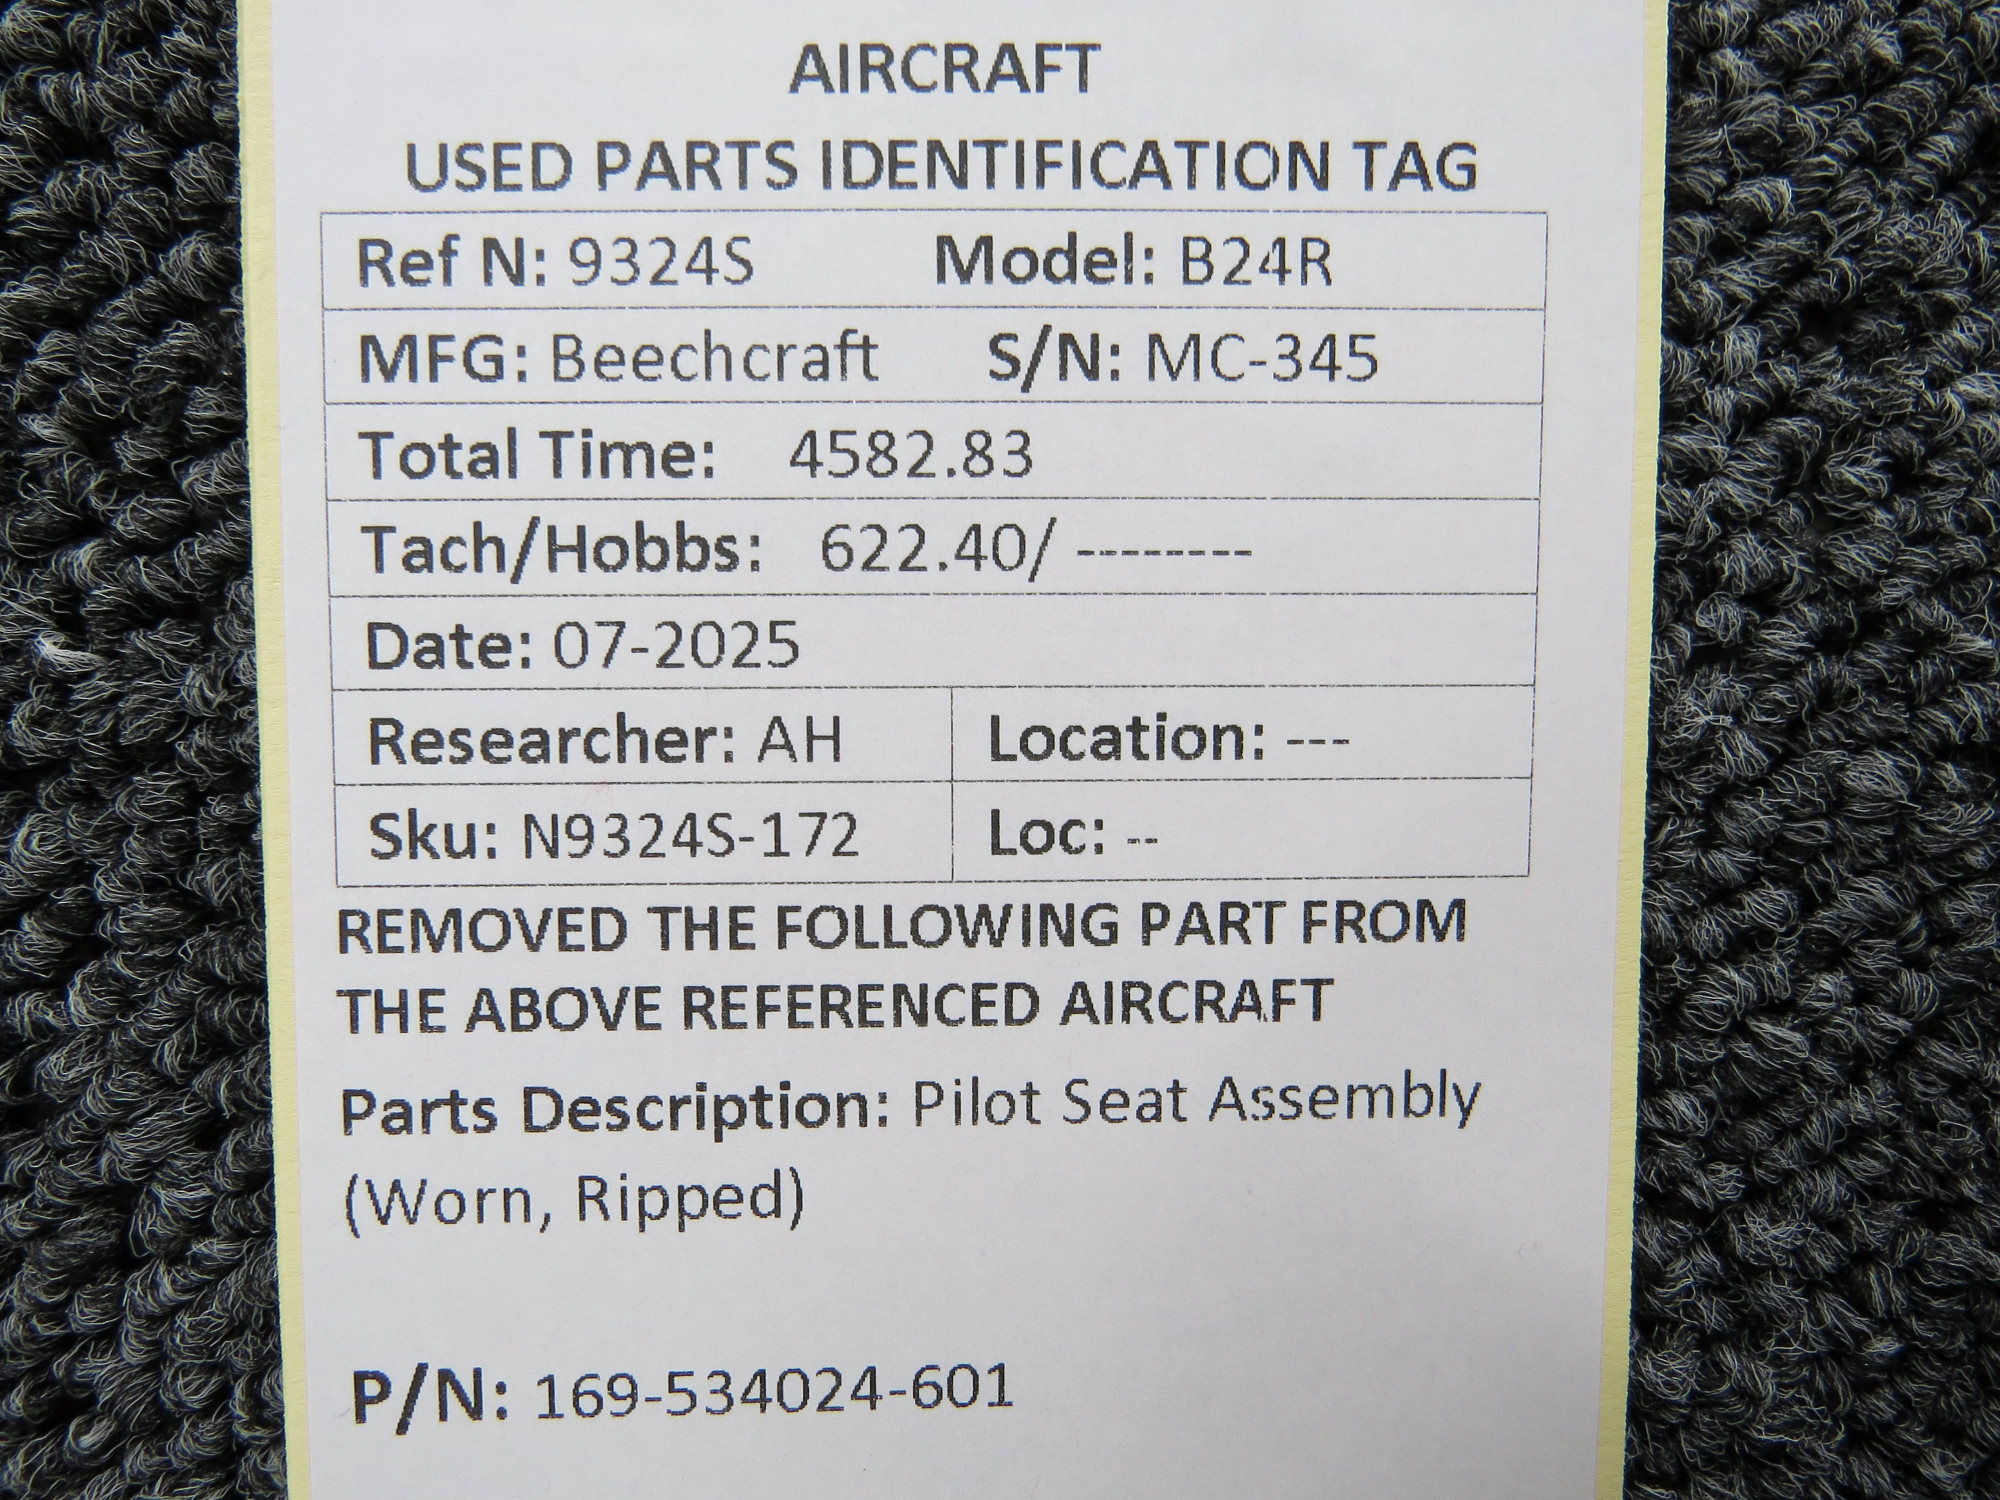 AIRCRAFT
USED PARTS IDENTIFICATION TAG
Ref N: 9324S Model: B24R
MFG: Beechcraft S/N: MC-345
Total Time: 4582.83
Tach/Hobbs: 622.40/ --------
Date: 07-2025
Researcher: AH Location: ---
Sku: N9324S-172 Loc: --
REMOVED THE FOLLOWING PART FROM
THE ABOVE REFERENCED AIRCRAFT
Parts Description: Pilot Seat Assembly
(Worn, Ripped)
P/N: 169-534024-601